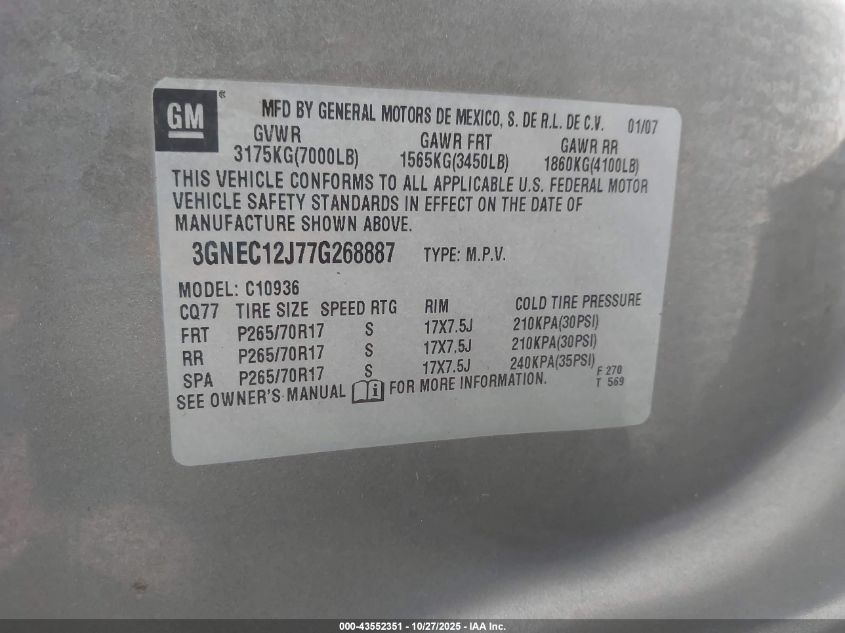 GM ® MFD BY GENERAL MOTORS DE MEXICO, S. DE R.L. DE C.V. 01/07
GVWR GAWR FRT GAWR RR
3175KG(7000LB) 1565KG(3450LB) 1860KG(4100LB)
THIS VEHICLE CONFORMS TO ALL APPLICABLE U.S. FEDERAL MOTOR
VEHICLE SAFETY STANDARDS IN EFFECT ON THE DATE OF
MANUFACTURE SHOWN ABOVE.
3GNEC12J77G268887 TYPE: M.P.V.
MODEL: C10936
CQ77 TIRE SIZE SPEED RTG RIM COLD TIRE PRESSURE
FRT P265/70R17 S 17X7.5J 210KPA(30PSI)
RR P265/70R17 S 17X7.5J 210KPA(30PSI)
SPA P265/70R17 S 17X7.5J 240KPA(35PSI)
SEE OWNER'S MANUAL i FOR MORE INFORMATION.
F 270
T 569
000-43552351 - 10/27/2025 - IAA Inc.